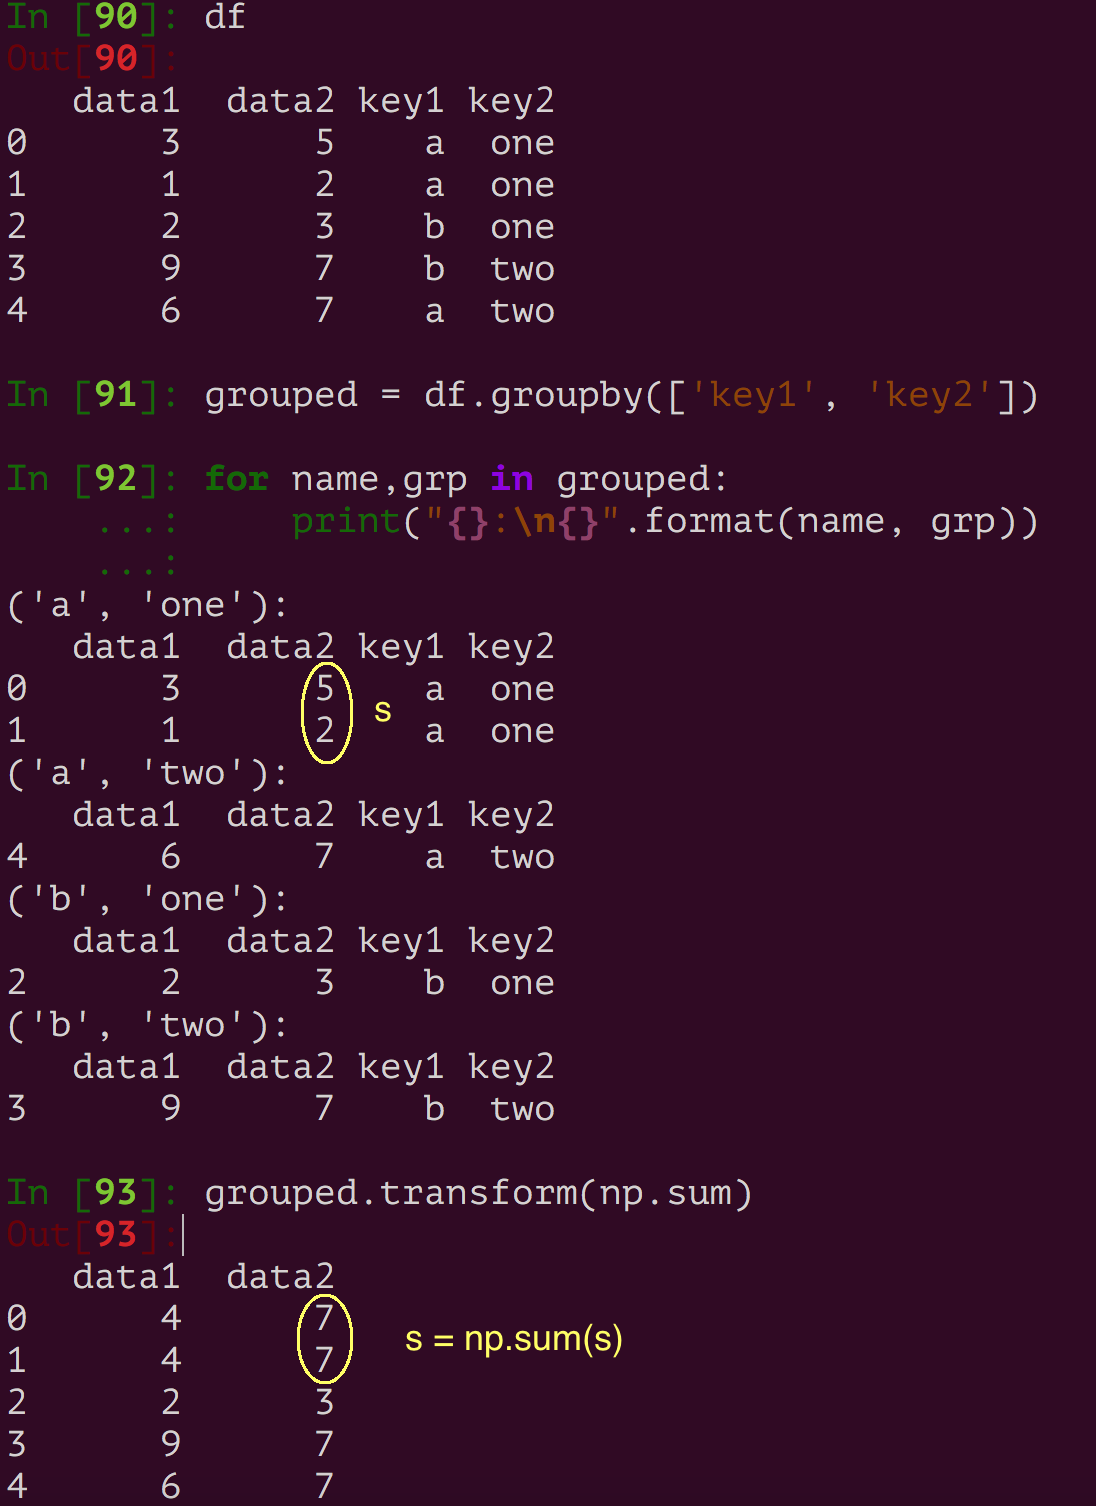 In [90]: df
Out[90]:
   data1  data2 key1 key2
0      3      5    a  one
1      1      2    a  one
2      2      3    b  one
3      9      7    b  two
4      6      7    a  two
In [91]: grouped = df.groupby(['key1', 'key2'])
In [92]: for name,grp in grouped:
    ...:     print("{}:\n{}".format(name, grp))
    ...:
('a', 'one'):
   data1  data2 key1 key2
0      3      5    a  one
1      1      2    a  one
s
('a', 'two'):
   data1  data2 key1 key2
4      6      7    a  two
('b', 'one'):
   data1  data2 key1 key2
2      2      3    b  one
('b', 'two'):
   data1  data2 key1 key2
3      9      7    b  two
In [93]: grouped.transform(np.sum)
Out[93]:
   data1  data2
0      4      7
1      4      7
s = np.sum(s)
2      2      3
3      9      7
4      6      7